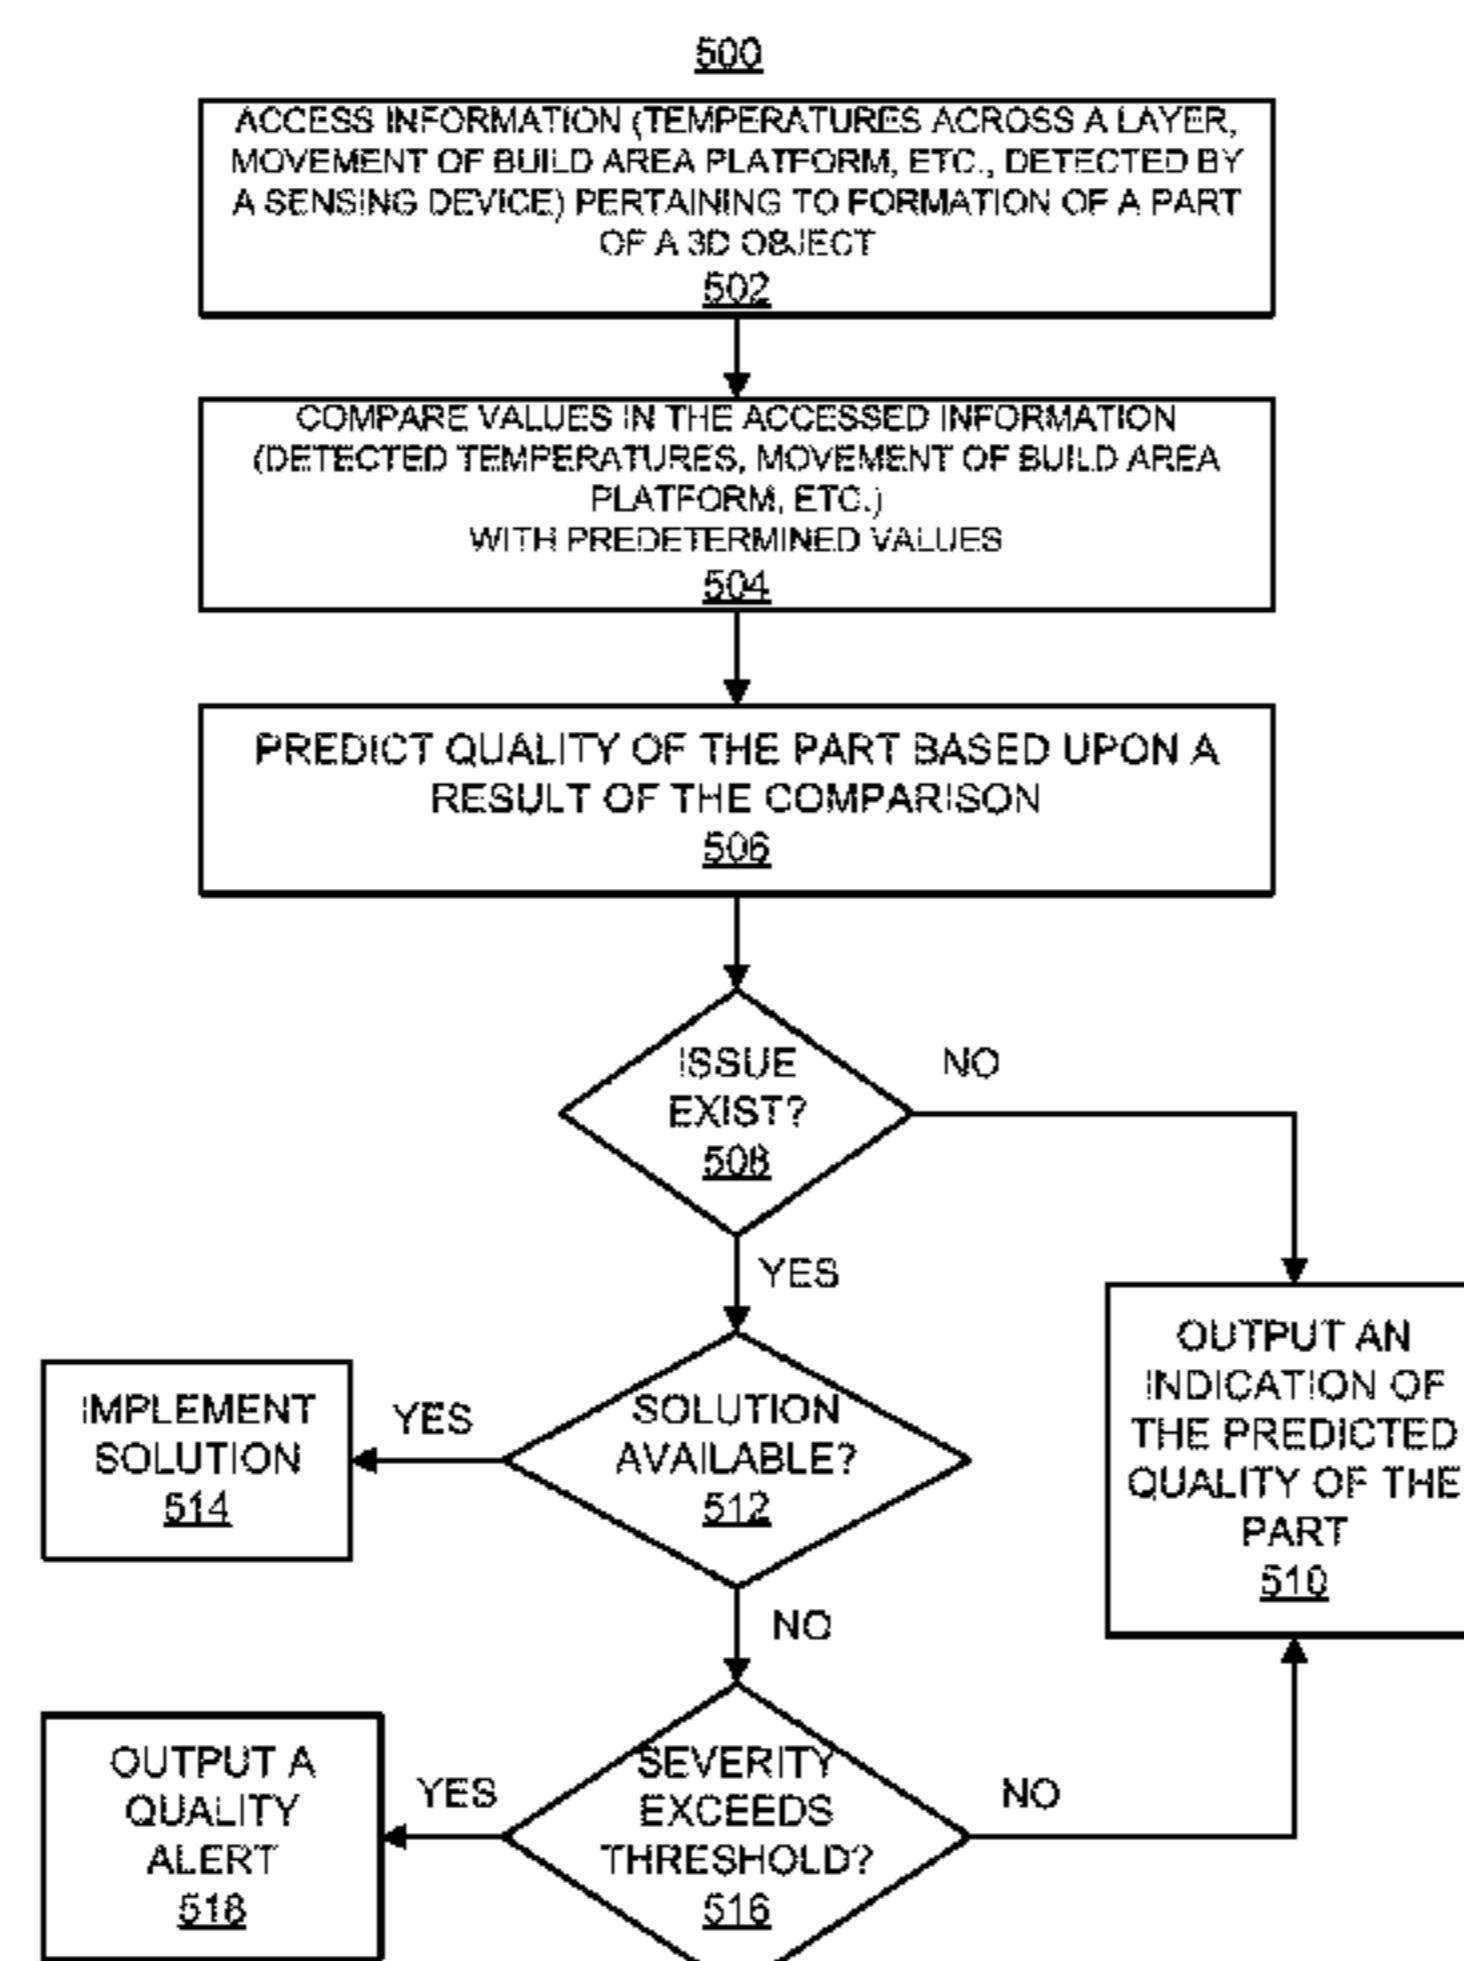 500
ACCESS INFORMATION (TEMPERATURES ACROSS A LAYER,
MOVEMENT OF BUILD AREA PLATFORM, ETC., DETECTED BY
A SENSING DEVICE) PERTAINING TO FORMATION OF A PART
OF A 3D OBJECT
502
COMPARE VALUES IN THE ACCESSED INFORMATION
(DETECTED TEMPERATURES, MOVEMENT OF BUILD AREA
PLATFORM, ETC.)
WITH PREDETERMINED VALUES
504
PREDICT QUALITY OF THE PART BASED UPON A
RESULT OF THE COMPARISON
506
ISSUE
EXIST?
508
NO
YES
OUTPUT AN
INDICATION OF
THE PREDICTED
QUALITY OF THE
PART
510
SOLUTION
AVAILABLE?
512
YES
IMPLEMENT
SOLUTION
514
NO
SEVERITY
EXCEEDS
THRESHOLD?
516
YES
NO
OUTPUT A
QUALITY
ALERT
518